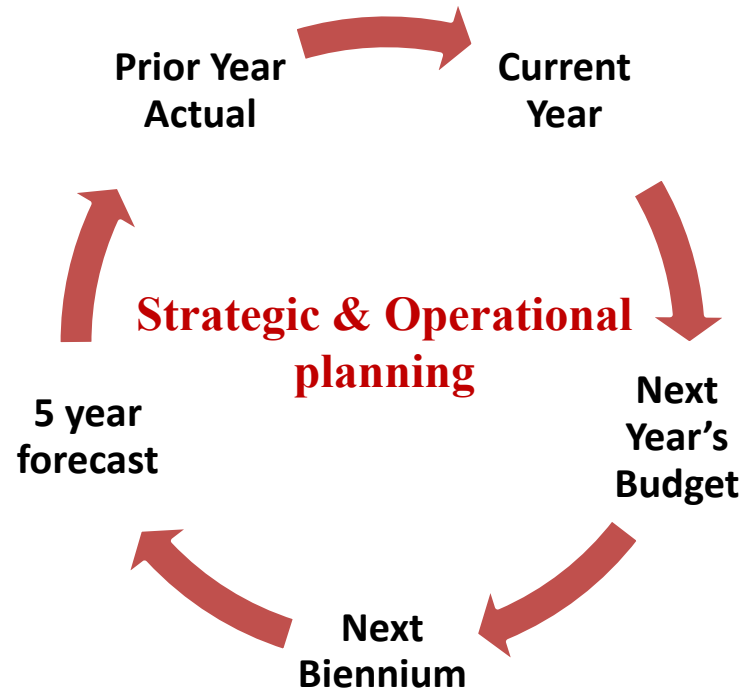 Prior Year
Actual
Current
Year
Strategic & Operational
planning
Next
Year’s
Budget
5 year
forecast
Next
Biennium